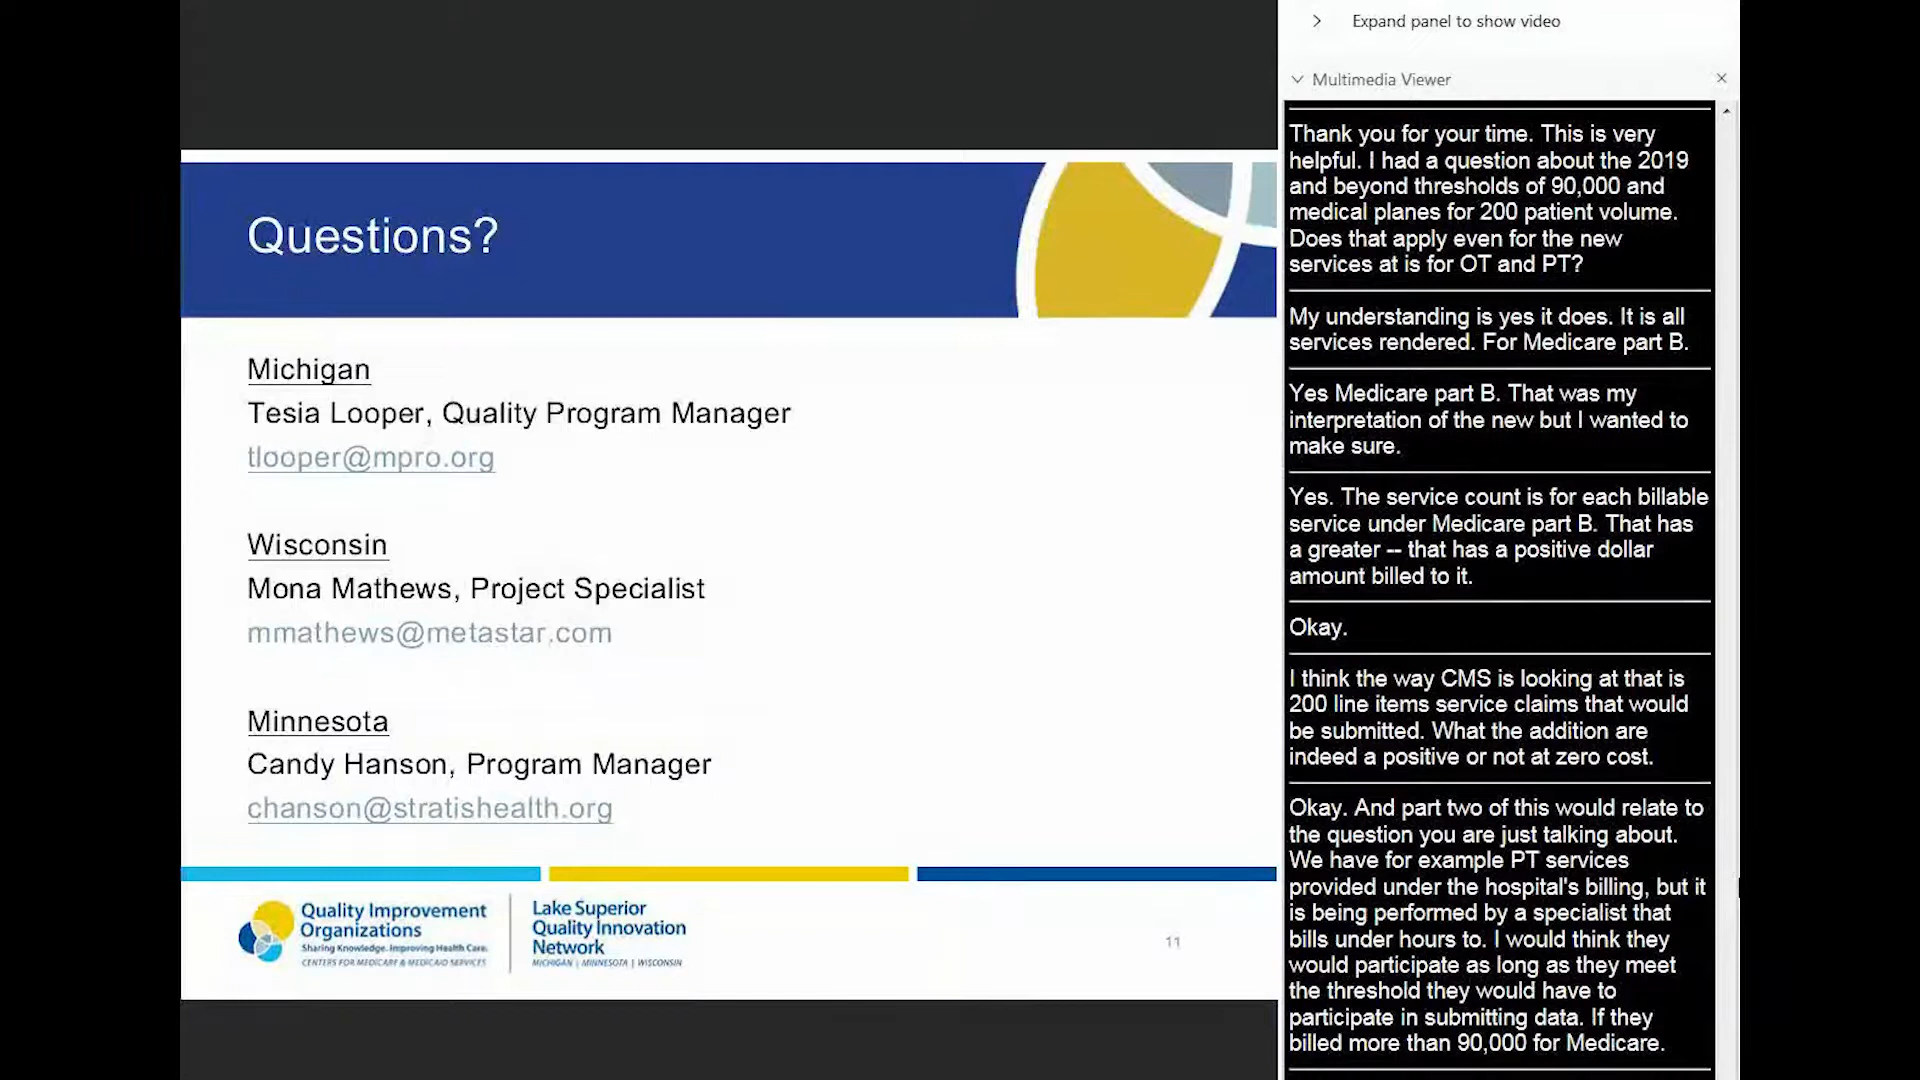 Questions?
Michigan
Tesia Looper, Quality Program Manager
tlooper@mpro.org
Wisconsin
Mona Mathews, Project Specialist
mmathews@metastar.com
Minnesota
Candy Hanson, Program Manager
chanson@stratishealth.org
Quality Improvement
Organizations
Sharing Knowledge. Improving Health Care.
CENTERS FOR MEDICARE & MEDICAID SERVICES
Lake Superior
Quality Innovation
Network
MICHIGAN | MINNESOTA | WISCONSIN
11
Expand panel to show video
Multimedia Viewer
Thank you for your time. This is very
helpful. I had a question about the 2019
and beyond thresholds of 90,000 and
medical planes for 200 patient volume.
Does that apply even for the new
services at is for OT and PT?
My understanding is yes it does. It is all
services rendered. For Medicare part B.
Yes Medicare part B. That was my
interpretation of the new but I wanted to
make sure.
Yes. The service count is for each billable
service under Medicare part B. That has
a greater -- that has a positive dollar
amount billed to it.
Okay.
I think the way CMS is looking at that is
200 line items service claims that would
be submitted. What the addition are
indeed a positive or not at zero cost.
Okay. And part two of this would relate to
the question you are just talking about.
We have for example PT services
provided under the hospital's billing, but it
is being performed by a specialist that
bills under hours to. I would think they
would participate as long as they meet
the threshold they would have to
participate in submitting data. If they
billed more than 90,000 for Medicare.